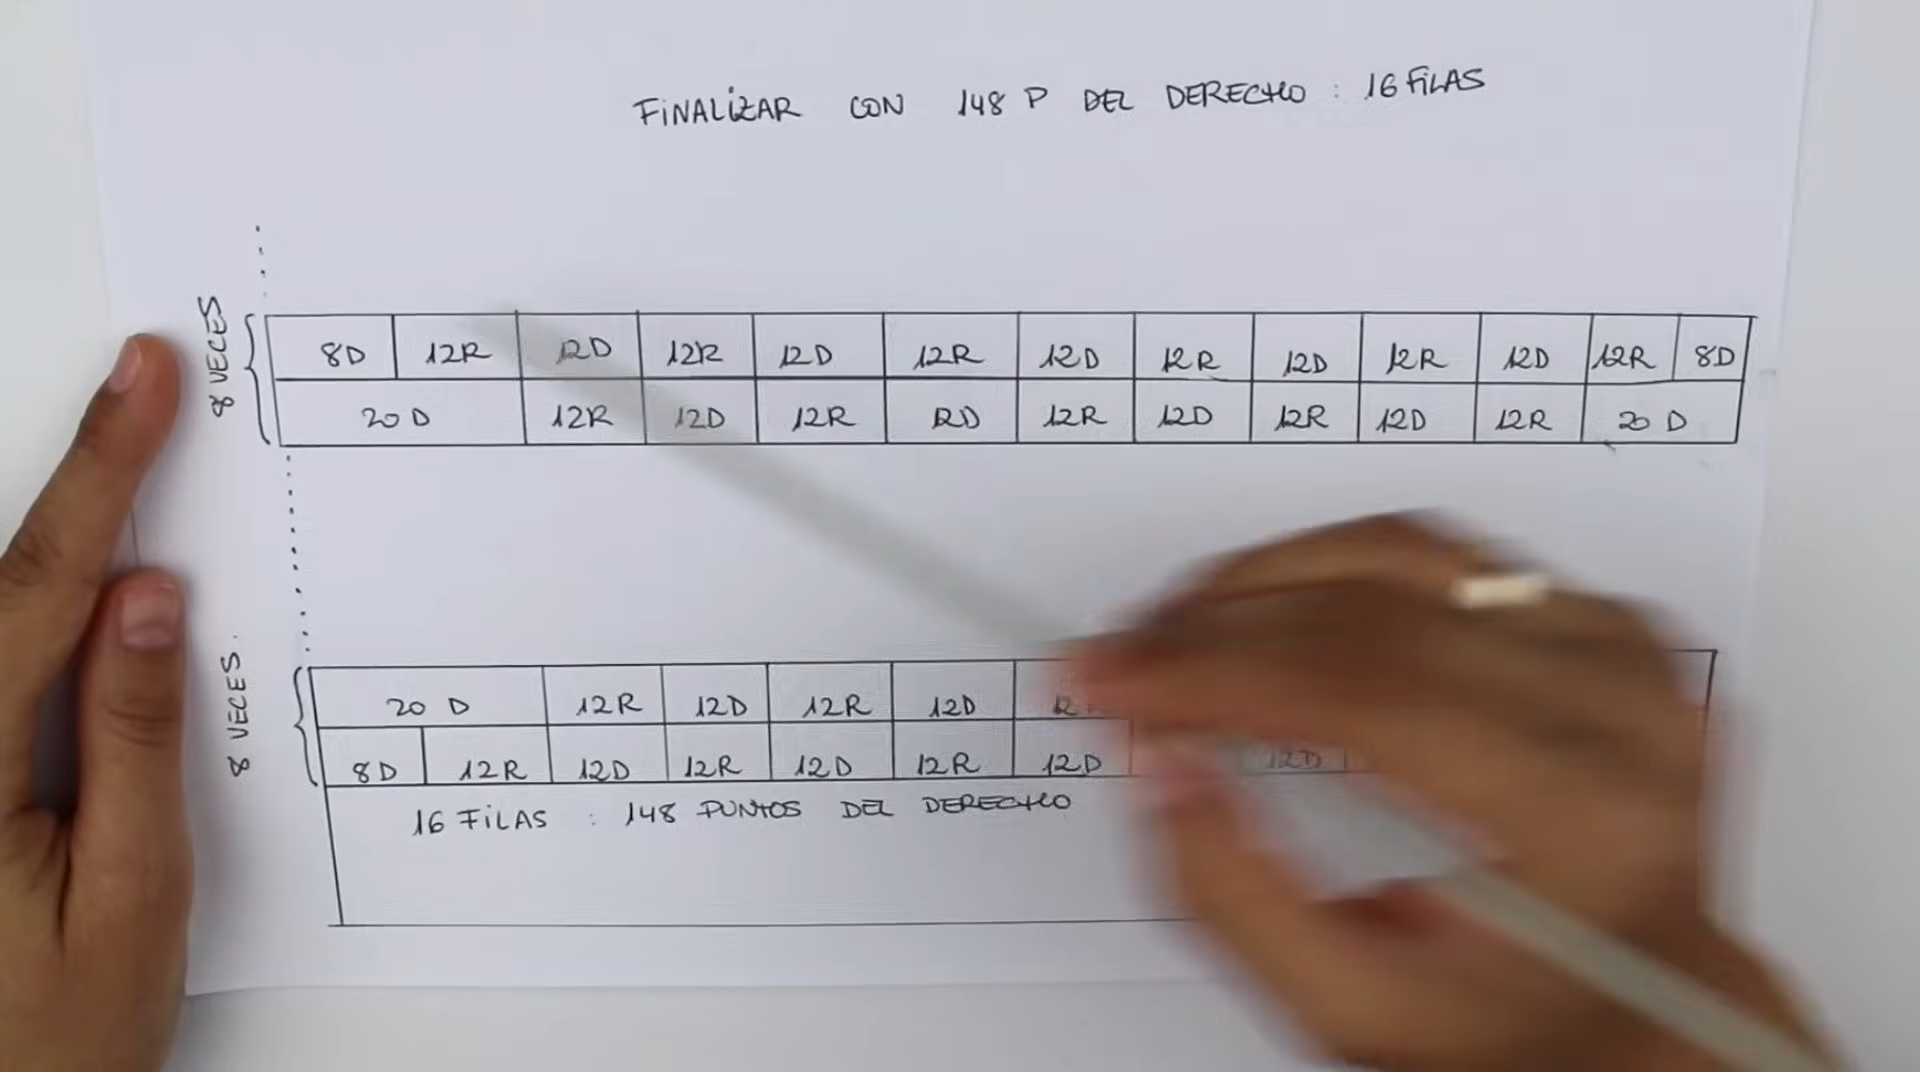 FINALIZAR CON 148 P DEL DERECHO : 16 FILAS
8 VECES
8D 12R 12D 12R 12D 12R 12D 12R 12D 12R 12D 12R 8D
20 D 12R 12D 12R 12D 12R 12D 12R 12D 12R 20 D
8 VECES.
20 D 12R 12D 12R 12D
8D 12R 12D 12R 12D 12R 12D 12D
16 FILAS : 148 PUNTOS DEL DERECHO